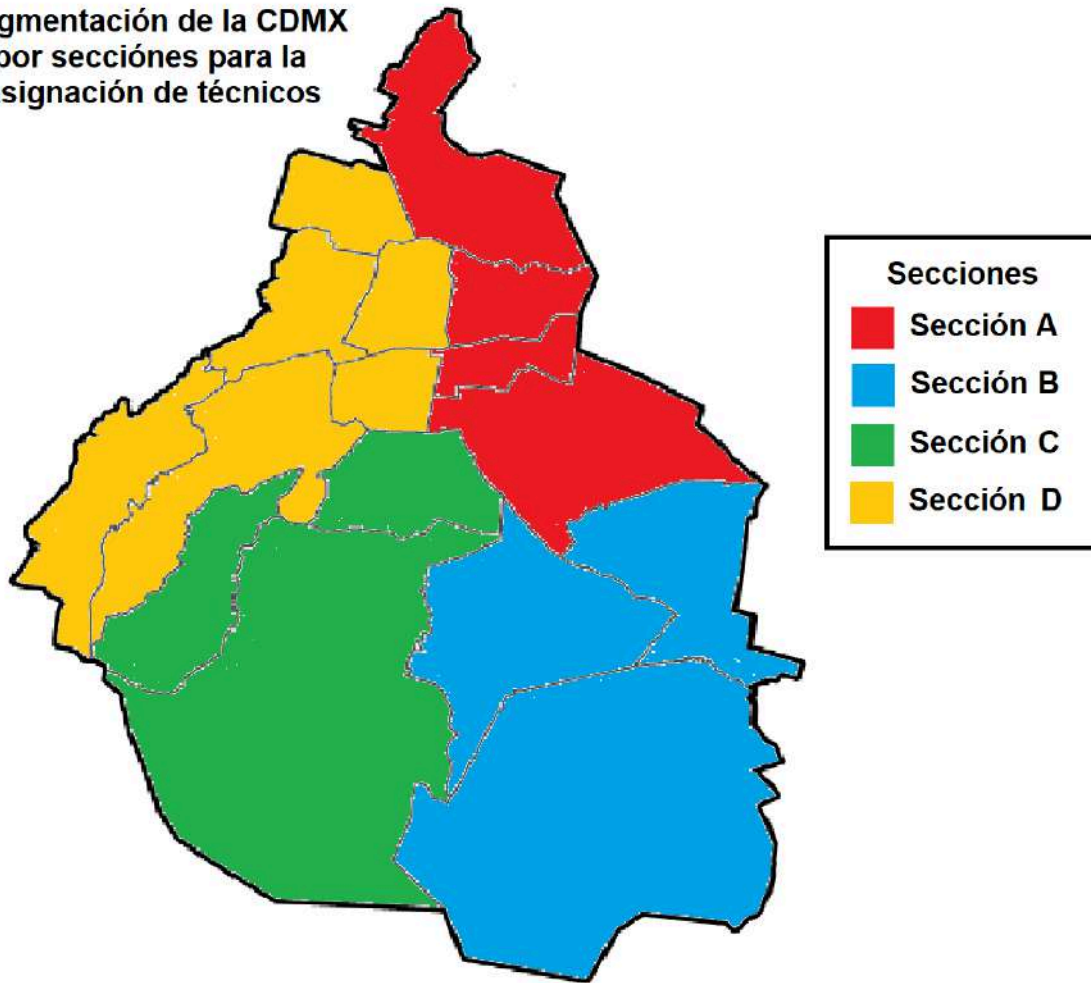 gmentación de la CDMX
por secciónes para la
signación de técnicos
Secciones
Sección A
Sección B
Sección C
Sección D